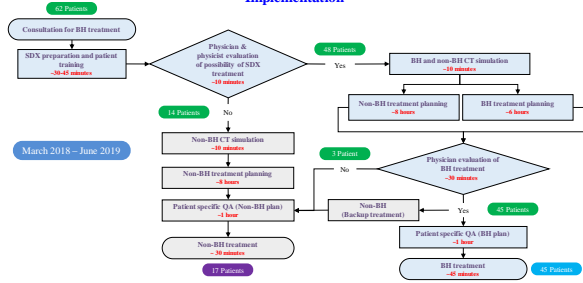 Implementation
62 Patients
Consultation for BH treatment
SDX preparation and patient
training
~30-45 minutes
Physician &
physicist evaluation
of possibility of SDX
treatment
~10 minutes
48 Patients
Yes
BH and non-BH CT simulation
~10 minutes
Non-BH treatment planning
~8 hours
BH treatment planning
~6 hours
14 Patients
No
Non-BH CT simulation
~10 minutes
March 2018 – June 2019
Non-BH treatment planning
~8 hours
3 Patient
No
Physician evaluation of
BH treatment
~30 minutes
Patient specific QA (Non-BH plan)
~1 hour
Non-BH
(Backup treatment)
Yes
45 Patients
Patient specific QA (BH plan)
~1 hour
Non-BH treatment
~ 30 minutes
17 Patients
BH treatment
~45 minutes
45 Patients